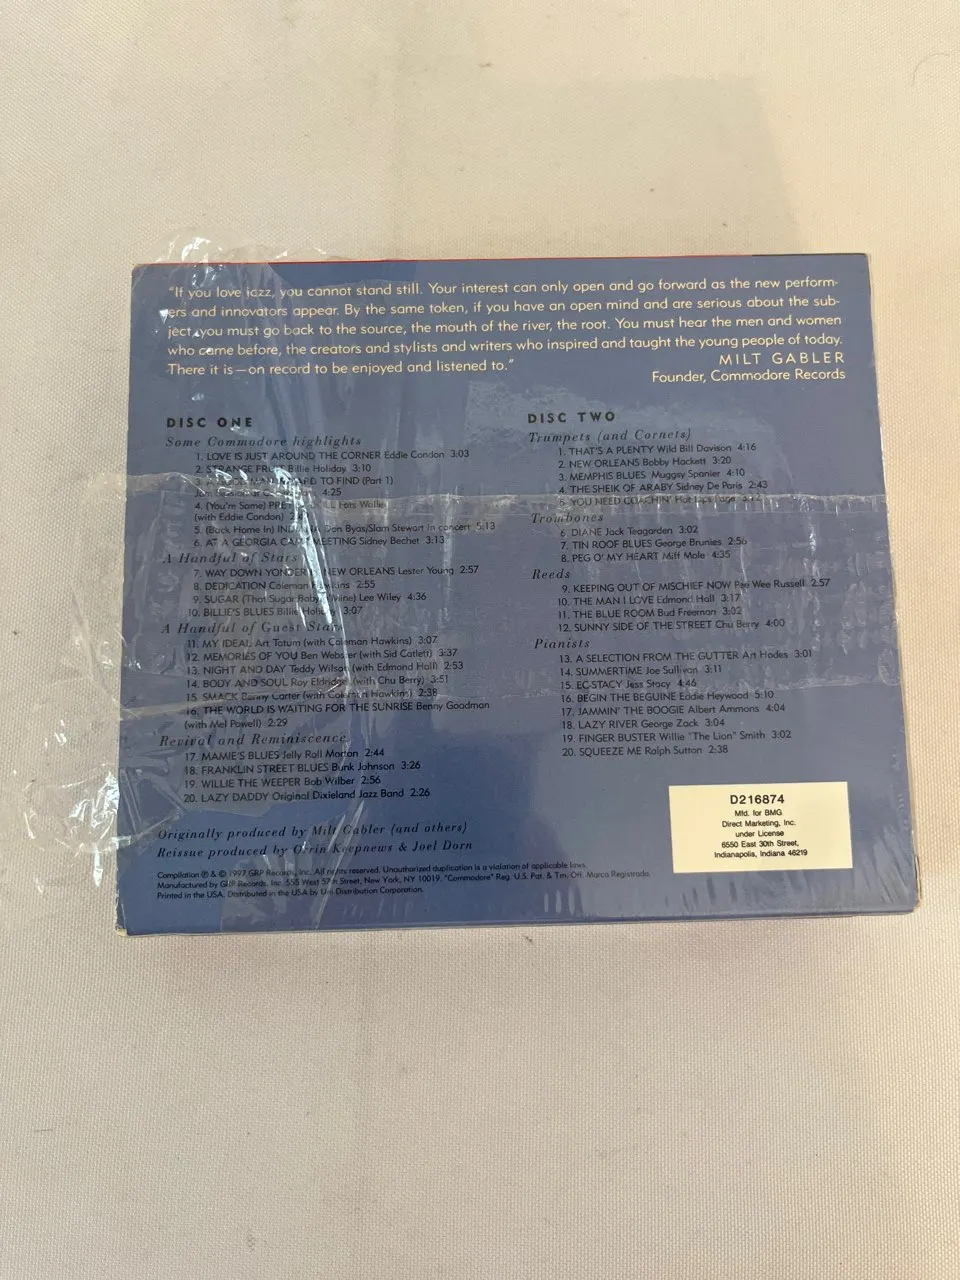 "If you love jazz, you cannot stand still. Your interest can only open and go forward as the new perform-
ers and innovators appear. By the same token, if you have an open mind and are serious about the sub-
ject, you must go back to the source, the mouth of the river, the root. You must hear the men and women
who came before, the creators and stylists and writers who inspired and taught the young people of today.
There it is—on record to be enjoyed and listened to."
MILT GABLER
Founder, Commodore Records
DISC ONE
Some Commodore highlights
1. LOVE IS JUST AROUND THE CORNER Eddie Condon 3:03
2. STRANGE FRUIT Billie Holiday 3:10
3. A GOOD MAN IS HARD TO FIND (Part 1)
4:25
4. (You're Some) Fats Waller
(with Eddie Condon)
5. (Back Home in) INDIANA Don Byas/Slam Stewart in concert 5:13
6. AT A GEORGIA CAMP MEETING Sidney Bechet 3:13
A Handful of Stars
7. WAY DOWN YONDER IN NEW ORLEANS Lester Young 2:57
8. DEDICATION Coleman Hawkins 2:55
9. SUGAR (That Sugar Baby O'Mine) Lee Wiley 4:36
10. BILLIE'S BLUES Billie Holiday 3:07
A Handful of Guest Stars
11. MY IDEAL Art Tatum (with Coleman Hawkins) 3:07
12. MEMORIES OF YOU Ben Webster (with Sid Catlett) 3:37
13. NIGHT AND DAY Teddy Wilson (with Edmond Hall) 2:53
14. BODY AND SOUL Roy Eldridge (with Chu Berry) 3:51
15. SMACK Benny Carter (with Coleman Hawkins) 2:38
16. THE WORLD IS WAITING FOR THE SUNRISE Benny Goodman
(with Mel Powell) 2:29
Revival and Reminiscence
17. MAMIE'S BLUES Jelly Roll Morton 2:44
18. FRANKLIN STREET BLUES Bunk Johnson 3:26
19. WILLIE THE WEEPER Bob Wilber 2:56
20. LAZY DADDY Original Dixieland Jazz Band 2:26
DISC TWO
Trumpets (and Cornets)
1. THAT'S A PLENTY Wild Bill Davison 4:16
2. NEW ORLEANS Bobby Hackett 3:20
3. MEMPHIS BLUES Muggsy Spanier 4:10
4. THE SHEIK OF ARABY Sidney De Paris 2:43
5. YOU NEED COACHIN' Hot Lips Page 3:12
Trombones
6. DIANE Jack Teagarden 3:02
7. TIN ROOF BLUES George Brunies 2:56
8. PEG O' MY HEART Miff Mole 4:35
Reeds
9. KEEPING OUT OF MISCHIEF NOW Pee Wee Russell 2:57
10. THE MAN I LOVE Edmond Hall 3:17
11. THE BLUE ROOM Bud Freeman 3:02
12. SUNNY SIDE OF THE STREET Chu Berry 4:00
Pianists
13. A SELECTION FROM THE GUTTER Art Hodes 3:01
14. SUMMERTIME Joe Sullivan 3:11
15. EC-STACY Jess Stacy 4:46
16. BEGIN THE BEGUINE Eddie Heywood 5:10
17. JAMMIN' THE BOOGIE Albert Ammons 4:04
18. LAZY RIVER George Zack 3:04
19. FINGER BUSTER Willie "The Lion" Smith 3:02
20. SQUEEZE ME Ralph Sutton 2:38
Originally produced by Milt Gabler (and others)
Reissue produced by Orrin Keepnews & Joel Dorn
Compilation ℗ & © 1997 GRP Records, Inc. All rights reserved. Unauthorized duplication is a violation of applicable laws.
Manufactured by GRP Records, Inc. 555 West 57th Street, New York, NY 10019. "Commodore" Reg. U.S. Pat. & Tm. Off. Marca Registrada.
Printed in the USA. Distributed in the USA by Uni Distribution Corporation.
D216874
Mfd. for BMG
Direct Marketing, Inc.
under License
6550 East 30th Street,
Indianapolis, Indiana 46219